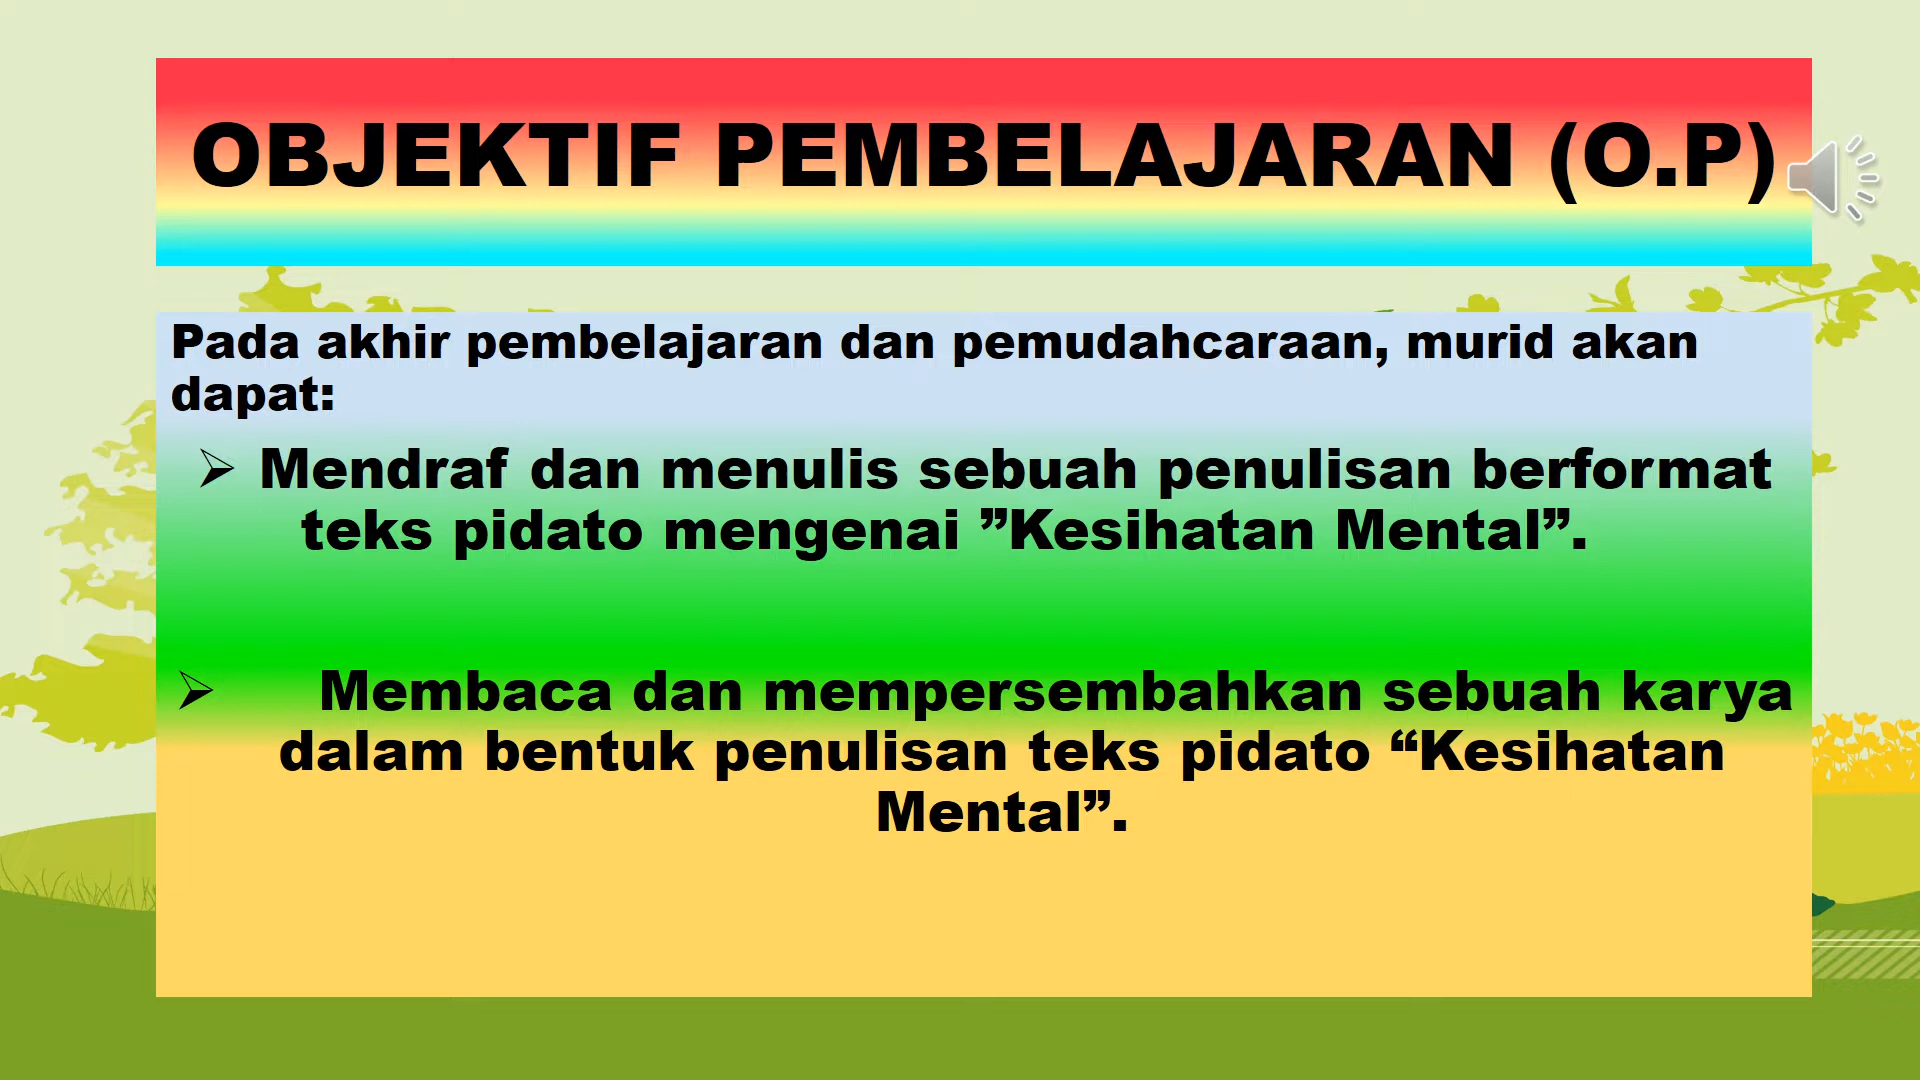 OBJEKTIF PEMBELAJARAN (O.P)
Pada akhir pembelajaran dan pemudahcaraan, murid akan
dapat:
➢ Mendraf dan menulis sebuah penulisan berformat
teks pidato mengenai ”Kesihatan Mental”.
➢ Membaca dan mempersembahkan sebuah karya
dalam bentuk penulisan teks pidato “Kesihatan
Mental”.